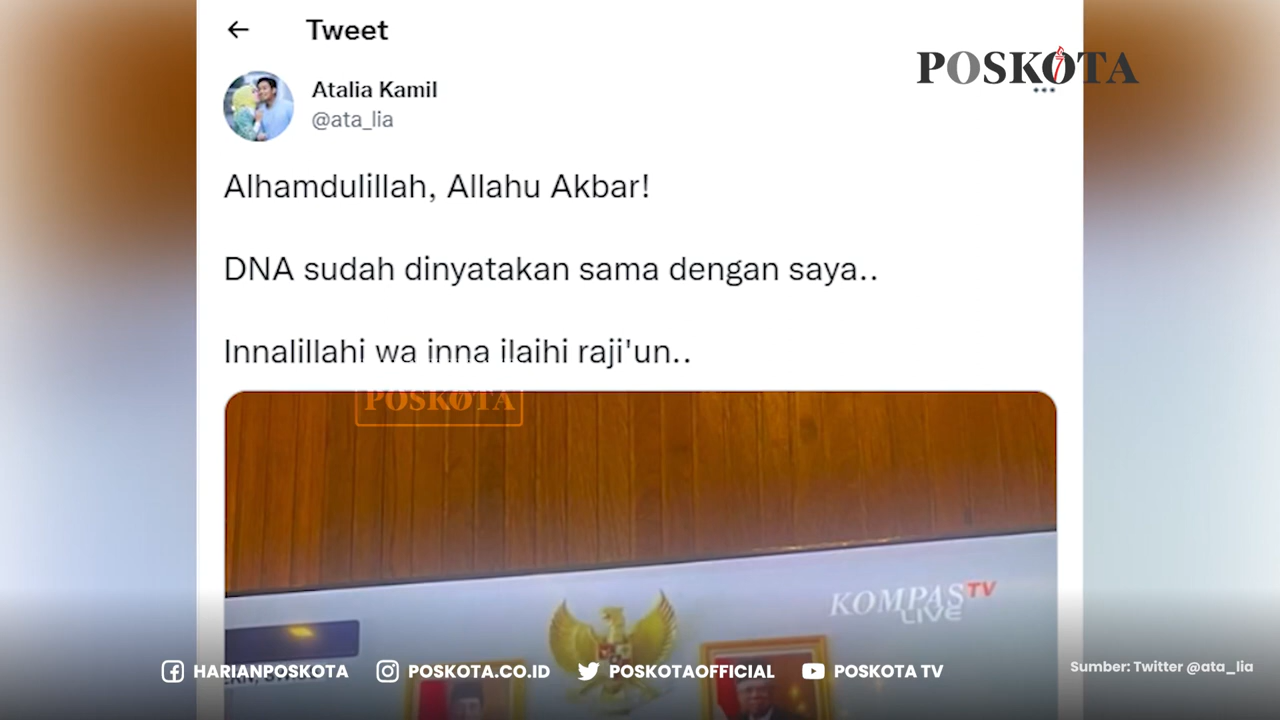 Tweet
POSKOTA
Atalia Kamil
@ata_lia
Alhamdulillah, Allahu Akbar!
DNA sudah dinyatakan sama dengan saya..
Innalillahi wa inna ilaihi raji'un..
POSKOTA
KOMPAS TV
LIVE
HARIANPOSKOTA
POSKOTA.CO.ID
POSKOTAOFFICIAL
POSKOTA TV
Sumber: Twitter @ata_lia